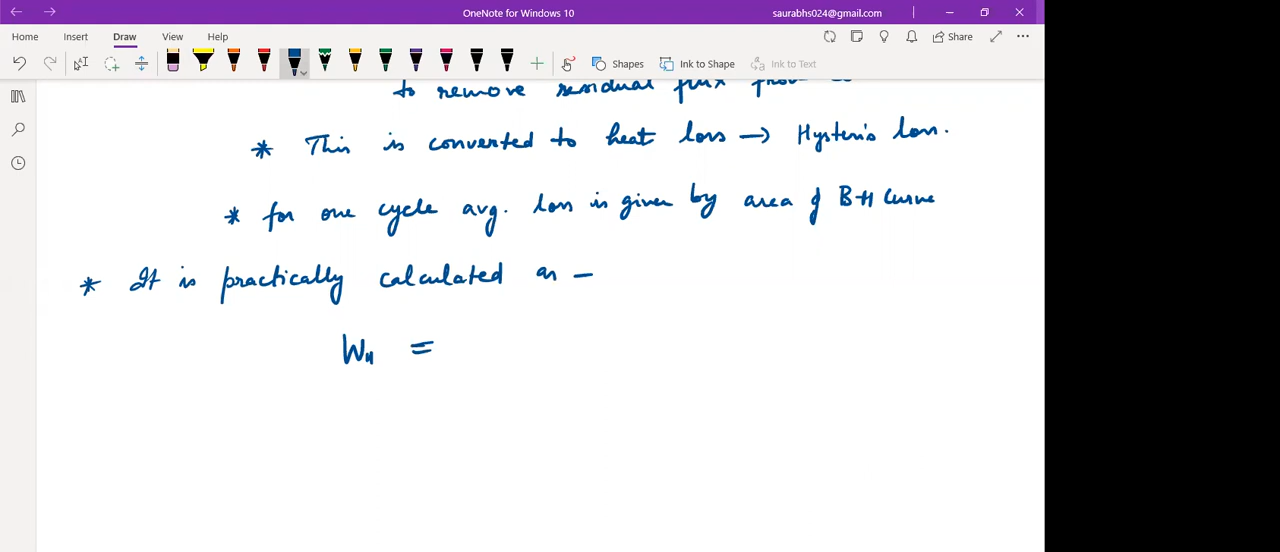 OneNote for Windows 10
saurabhs024@gmail.com
Home Insert Draw View Help
Share
Shapes
Ink to Shape
Ink to Text
to remove residual flux from
* This is converted to heat loss → Hysteris loss.
* for one cycle avg. loss is given by area of B-H Curve
* It is practically calculated as —
WH =